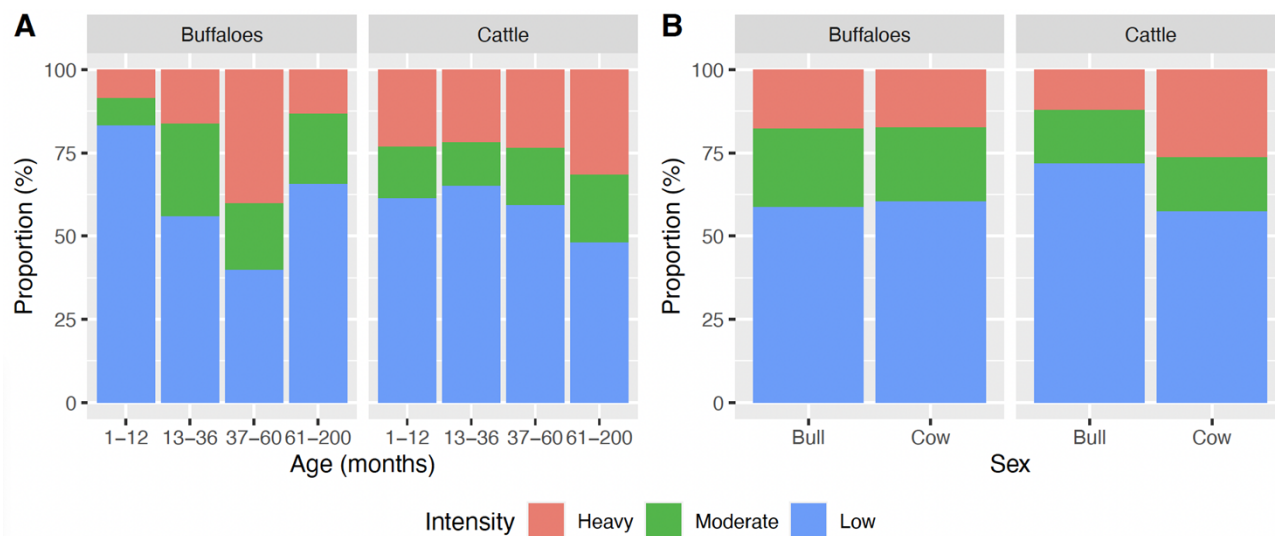 A
Buffaloes Cattle
Proportion (%)
100
75
50
25
0
1–12 13–36 37–60 61–200 1–12 13–36 37–60 61–200
Age (months)
B
Buffaloes Cattle
Proportion (%)
100
75
50
25
0
Bull Cow Bull Cow
Sex
Intensity Heavy Moderate Low